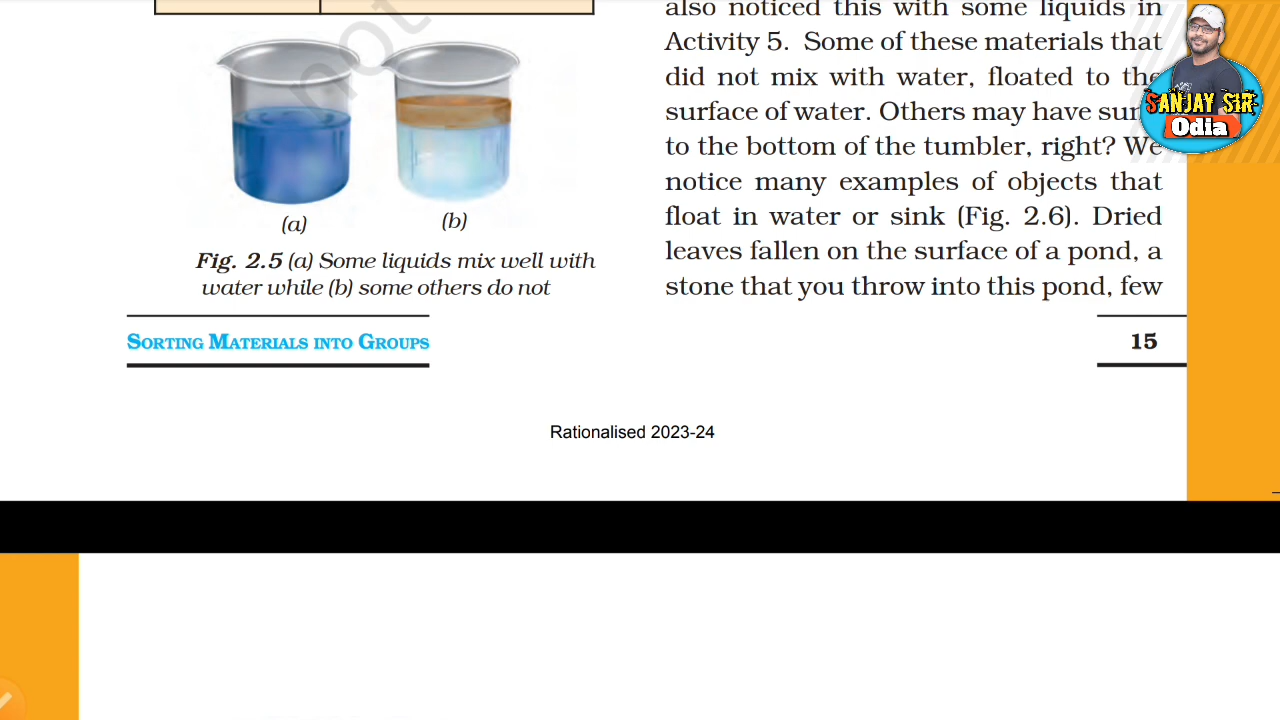 not
(a)
(b)
Fig. 2.5 (a) Some liquids mix well with
water while (b) some others do not
also noticed this with some liquids in
Activity 5. Some of these materials that
did not mix with water, floated to the
surface of water. Others may have sun
to the bottom of the tumbler, right? We
notice many examples of objects that
float in water or sink (Fig. 2.6). Dried
leaves fallen on the surface of a pond, a
stone that you throw into this pond, few
SANJAY SIR
Odia
SORTING MATERIALS INTO GROUPS
15
Rationalised 2023-24